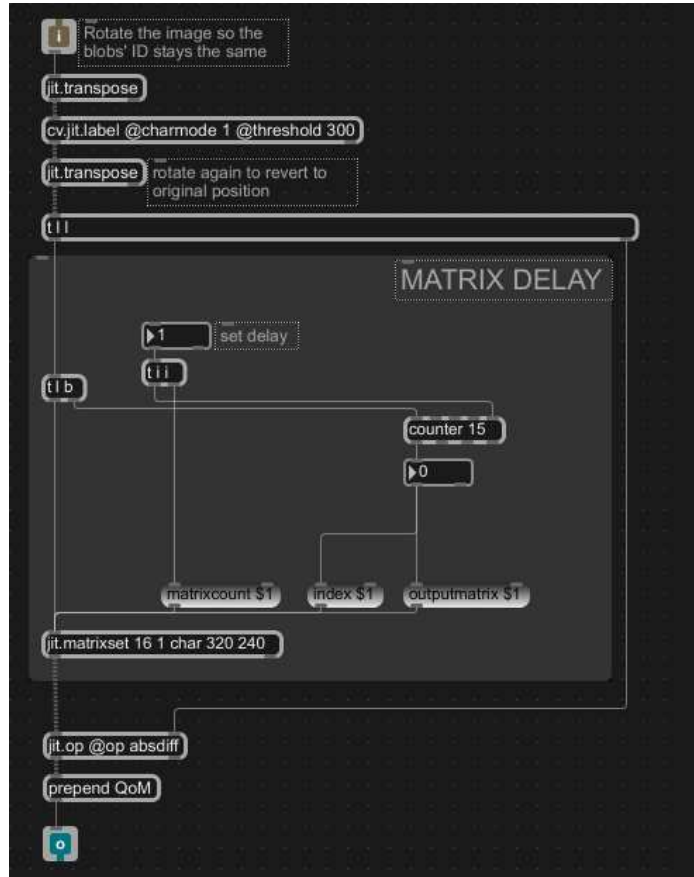 i
Rotate the image so the
blobs' ID stays the same
jit.transpose
cv.jit.label @charmode 1 @threshold 300
jit.transpose
rotate again to revert to
original position
t l l
MATRIX DELAY
1
set delay
t i i
t l b
counter 15
0
matrixcount $1
index $1
outputmatrix $1
jit.matrixset 16 1 char 320 240
jit.op @op absdiff
prepend QoM
o